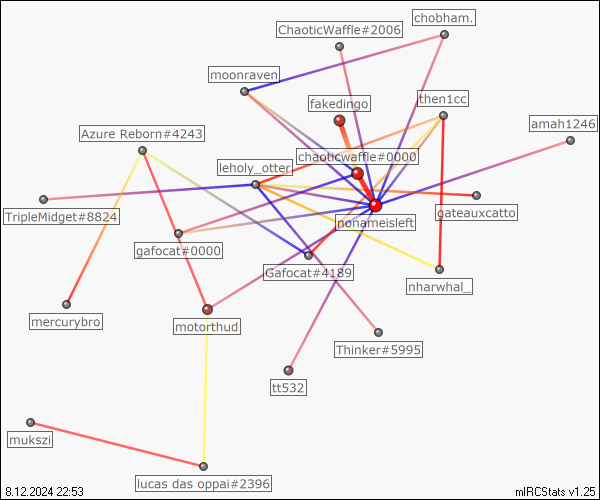 chobham.
ChaoticWaffle#2006
moonraven
then1cc
fakedingo
amah1246
Azure Reborn#4243
chaoticwaffle#0000
leholy_otter
TripleMidget#8824
gateauxcatto
nonameisleft
gafocat#0000
Gafocat#4189
nharwhal_
mercurybro
motorthud
Thinker#5995
tt532
mukszi
lucas das oppai#2396
8.12.2024 22:53
mIRCStats v1.25